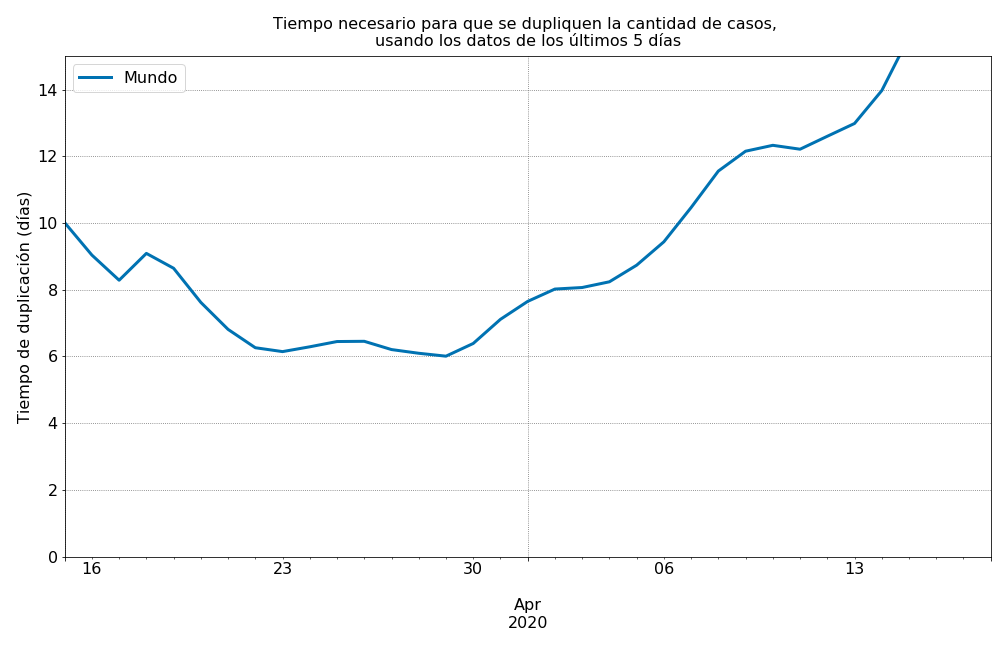 Tiempo necesario para que se dupliquen la cantidad de casos,
usando los datos de los últimos 5 días
Mundo
Tiempo de duplicación (días)
14
12
10
8
6
4
2
0
16 23 30 06 13
Apr
2020